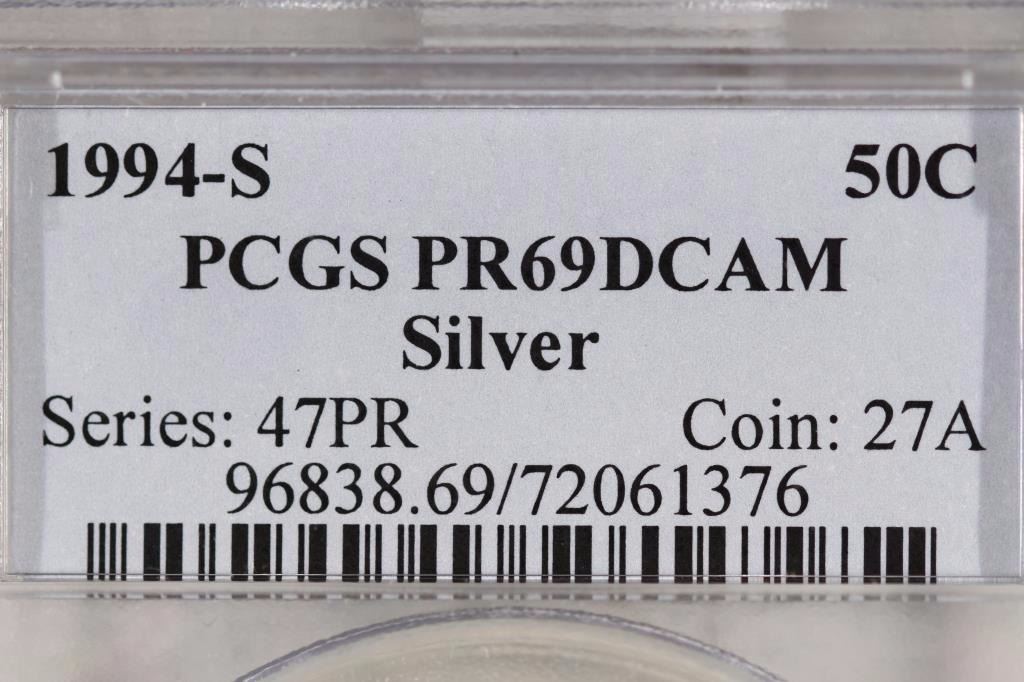 1994-S 50C
PCGS PR69DCAM
Silver
Series: 47PR Coin: 27A
96838.69/72061376